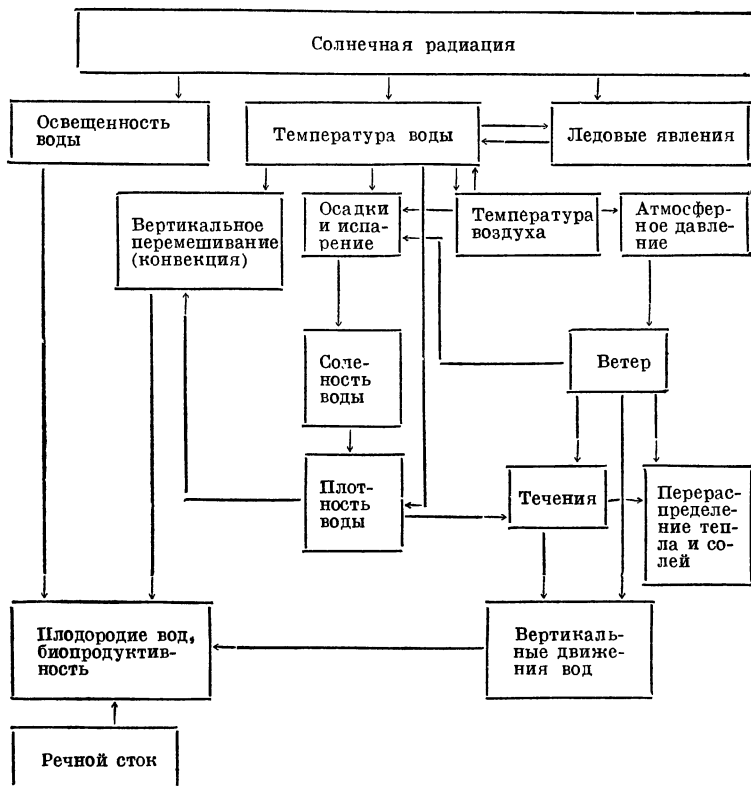 Солнечная радиация
Освещенность
воды
Температура воды
Ледовые явления
Вертикальное
перемешивание
(конвекция)
Осадки
и испа-
рение
Температура
воздуха
Атмосфер-
ное давле-
ние
Соле-
ность
воды
Ветер
Плот-
ность
воды
Течения
Перерас-
пределе-
ние теп-
ла и со-
лей
Плодородие вод,
биопродуктив-
ность
Вертикаль-
ные движе-
ния вод
Речной сток